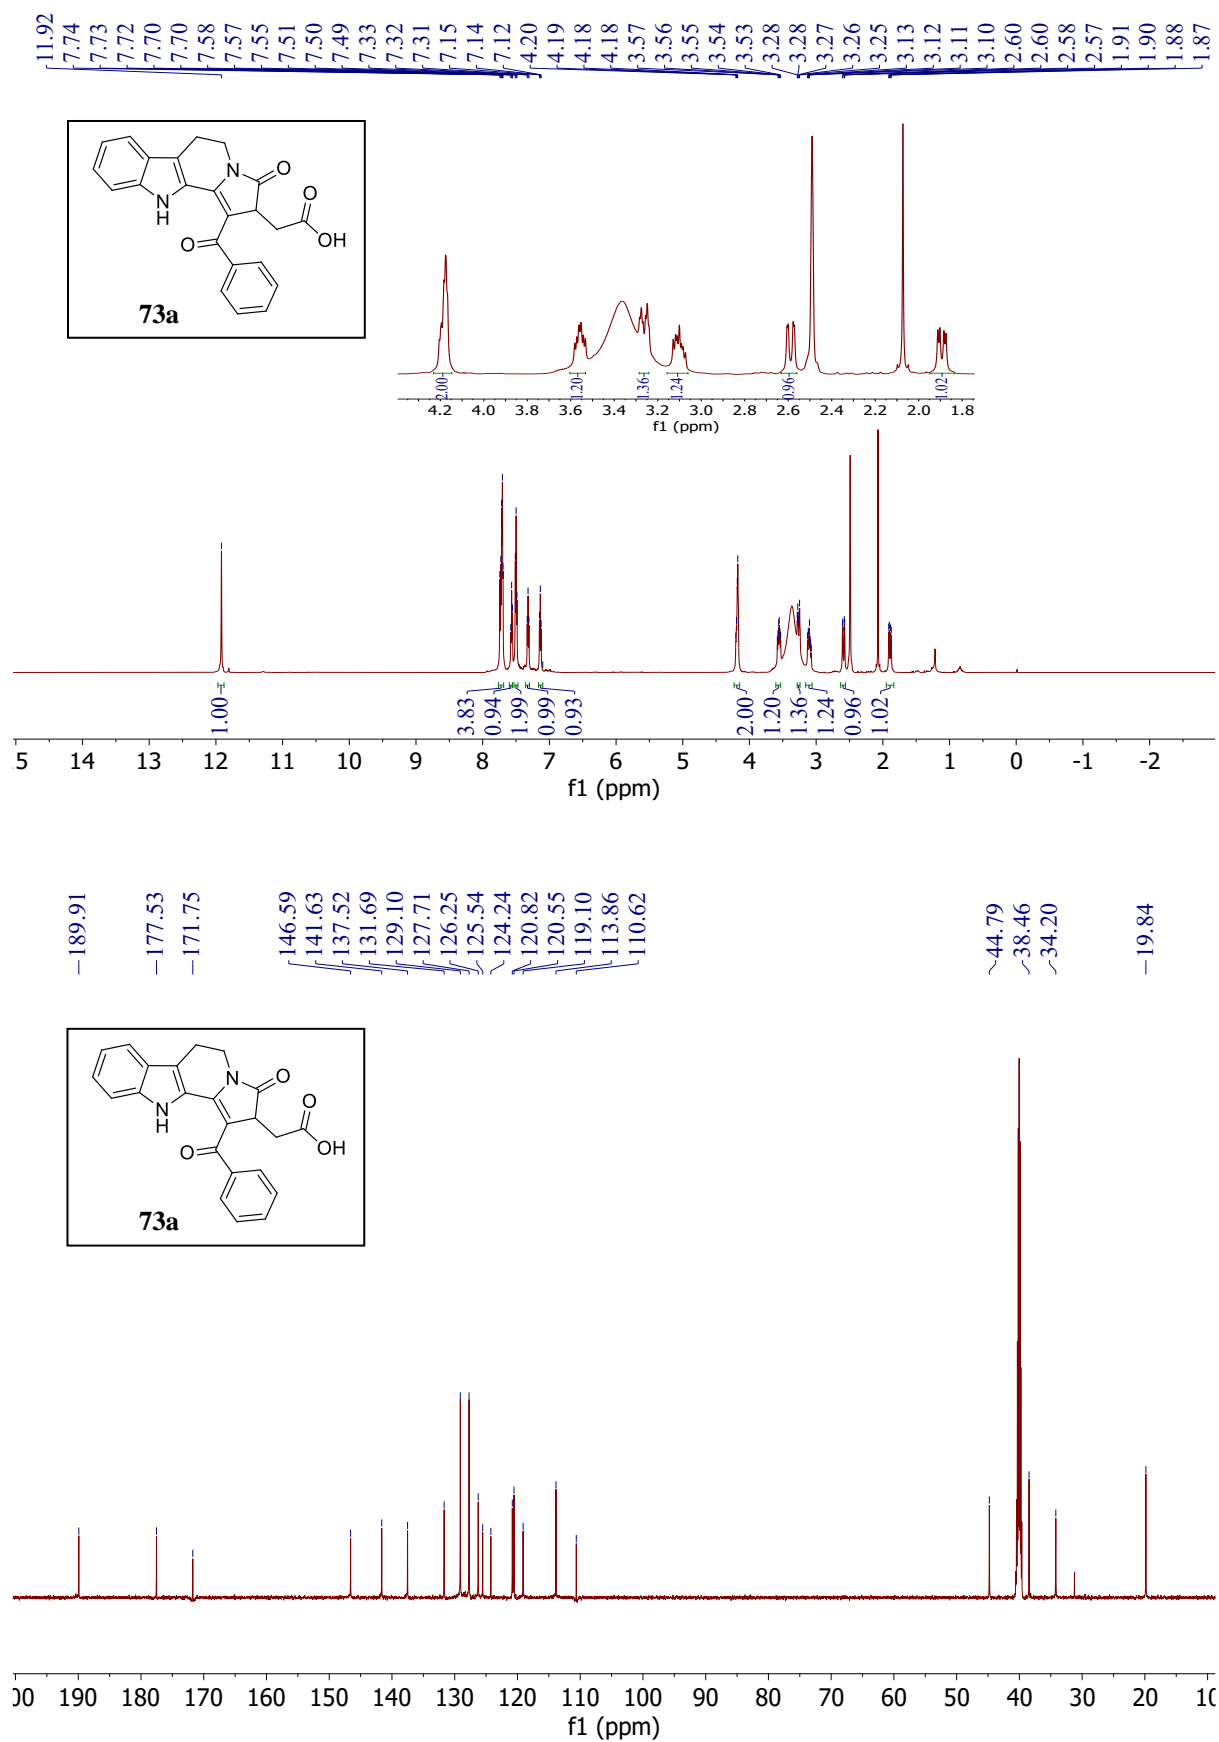 11.92 7.74 7.73 7.72 7.70 7.70 7.58 7.57 7.55 7.51 7.50 7.49 7.33 7.32 7.31 7.15 7.14 7.12 4.20 4.19 4.18 4.18 3.57 3.56 3.55 3.54 3.53 3.28 3.28 3.27 3.26 3.25 3.13 3.12 3.11 3.10 2.60 2.60 2.58 2.57 1.91 1.90 1.88 1.87
N
O
O
N
H
OH
O
73a
2.00 1.20 1.36 1.24 0.96 1.02
4.2 4.0 3.8 3.6 3.4 3.2 3.0 2.8 2.6 2.4 2.2 2.0 1.8
f1 (ppm)
1.00 3.83 0.94 1.99 0.99 0.93 2.00 1.20 1.36 1.24 0.96 1.02
5 14 13 12 11 10 9 8 7 6 5 4 3 2 1 0 -1 -2
f1 (ppm)
189.91 177.53 171.75 146.59 141.63 137.52 131.69 129.10 127.71 126.25 125.54 124.24 120.82 120.55 119.10 113.86 110.62 44.79 38.46 34.20 19.84
N
O
O
N
H
OH
O
73a
00 190 180 170 160 150 140 130 120 110 100 90 80 70 60 50 40 30 20 10
f1 (ppm)